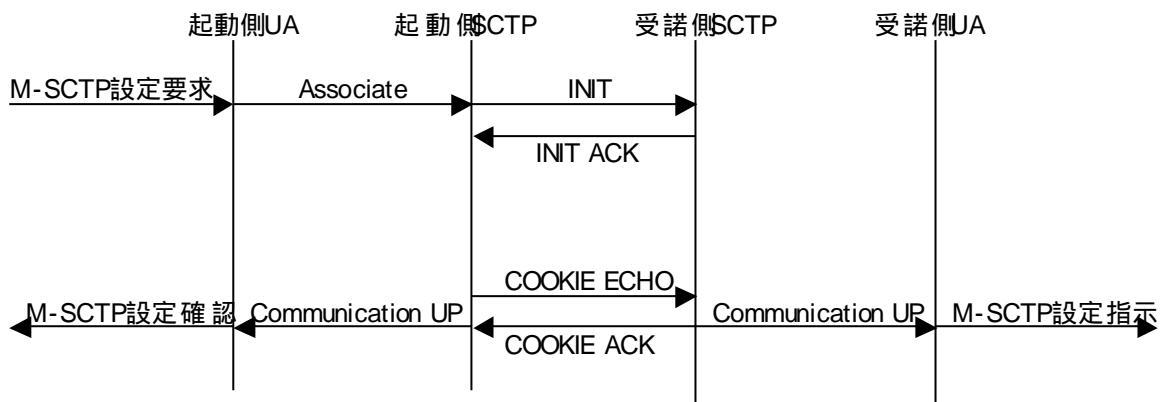 起動側UA 起動側SCTP 受諾側SCTP 受諾側UA
M-SCTP設定要求 Associate INIT
INIT ACK
COOKIE ECHO
M-SCTP設定確認 Communication UP Communication UP M-SCTP設定指示
COOKIE ACK